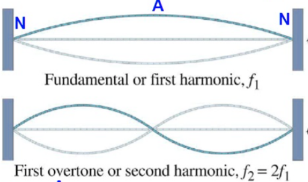 N A N
Fundamental or first harmonic, f₁
First overtone or second harmonic, f₂ = 2f₁